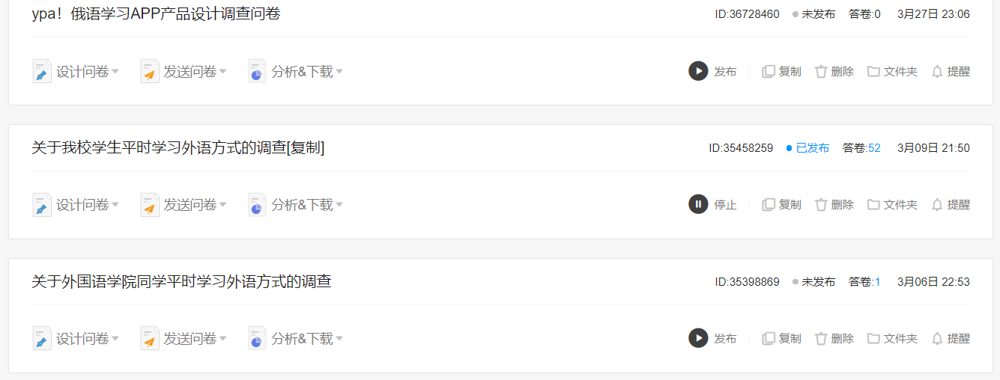 ypa！俄语学习APP产品设计调查问卷 ID:36728460 未发布 答卷:0 3月27日 23:06
设计问卷 发送问卷 分析&下载 发布 复制 删除 文件夹 提醒
关于我校学生平时学习外语方式的调查[复制] ID:35458259 已发布 答卷:52 3月09日 21:50
设计问卷 发送问卷 分析&下载 停止 复制 删除 文件夹 提醒
关于外国语学院同学平时学习外语方式的调查 ID:35398869 未发布 答卷:1 3月06日 22:53
设计问卷 发送问卷 分析&下载 发布 复制 删除 文件夹 提醒